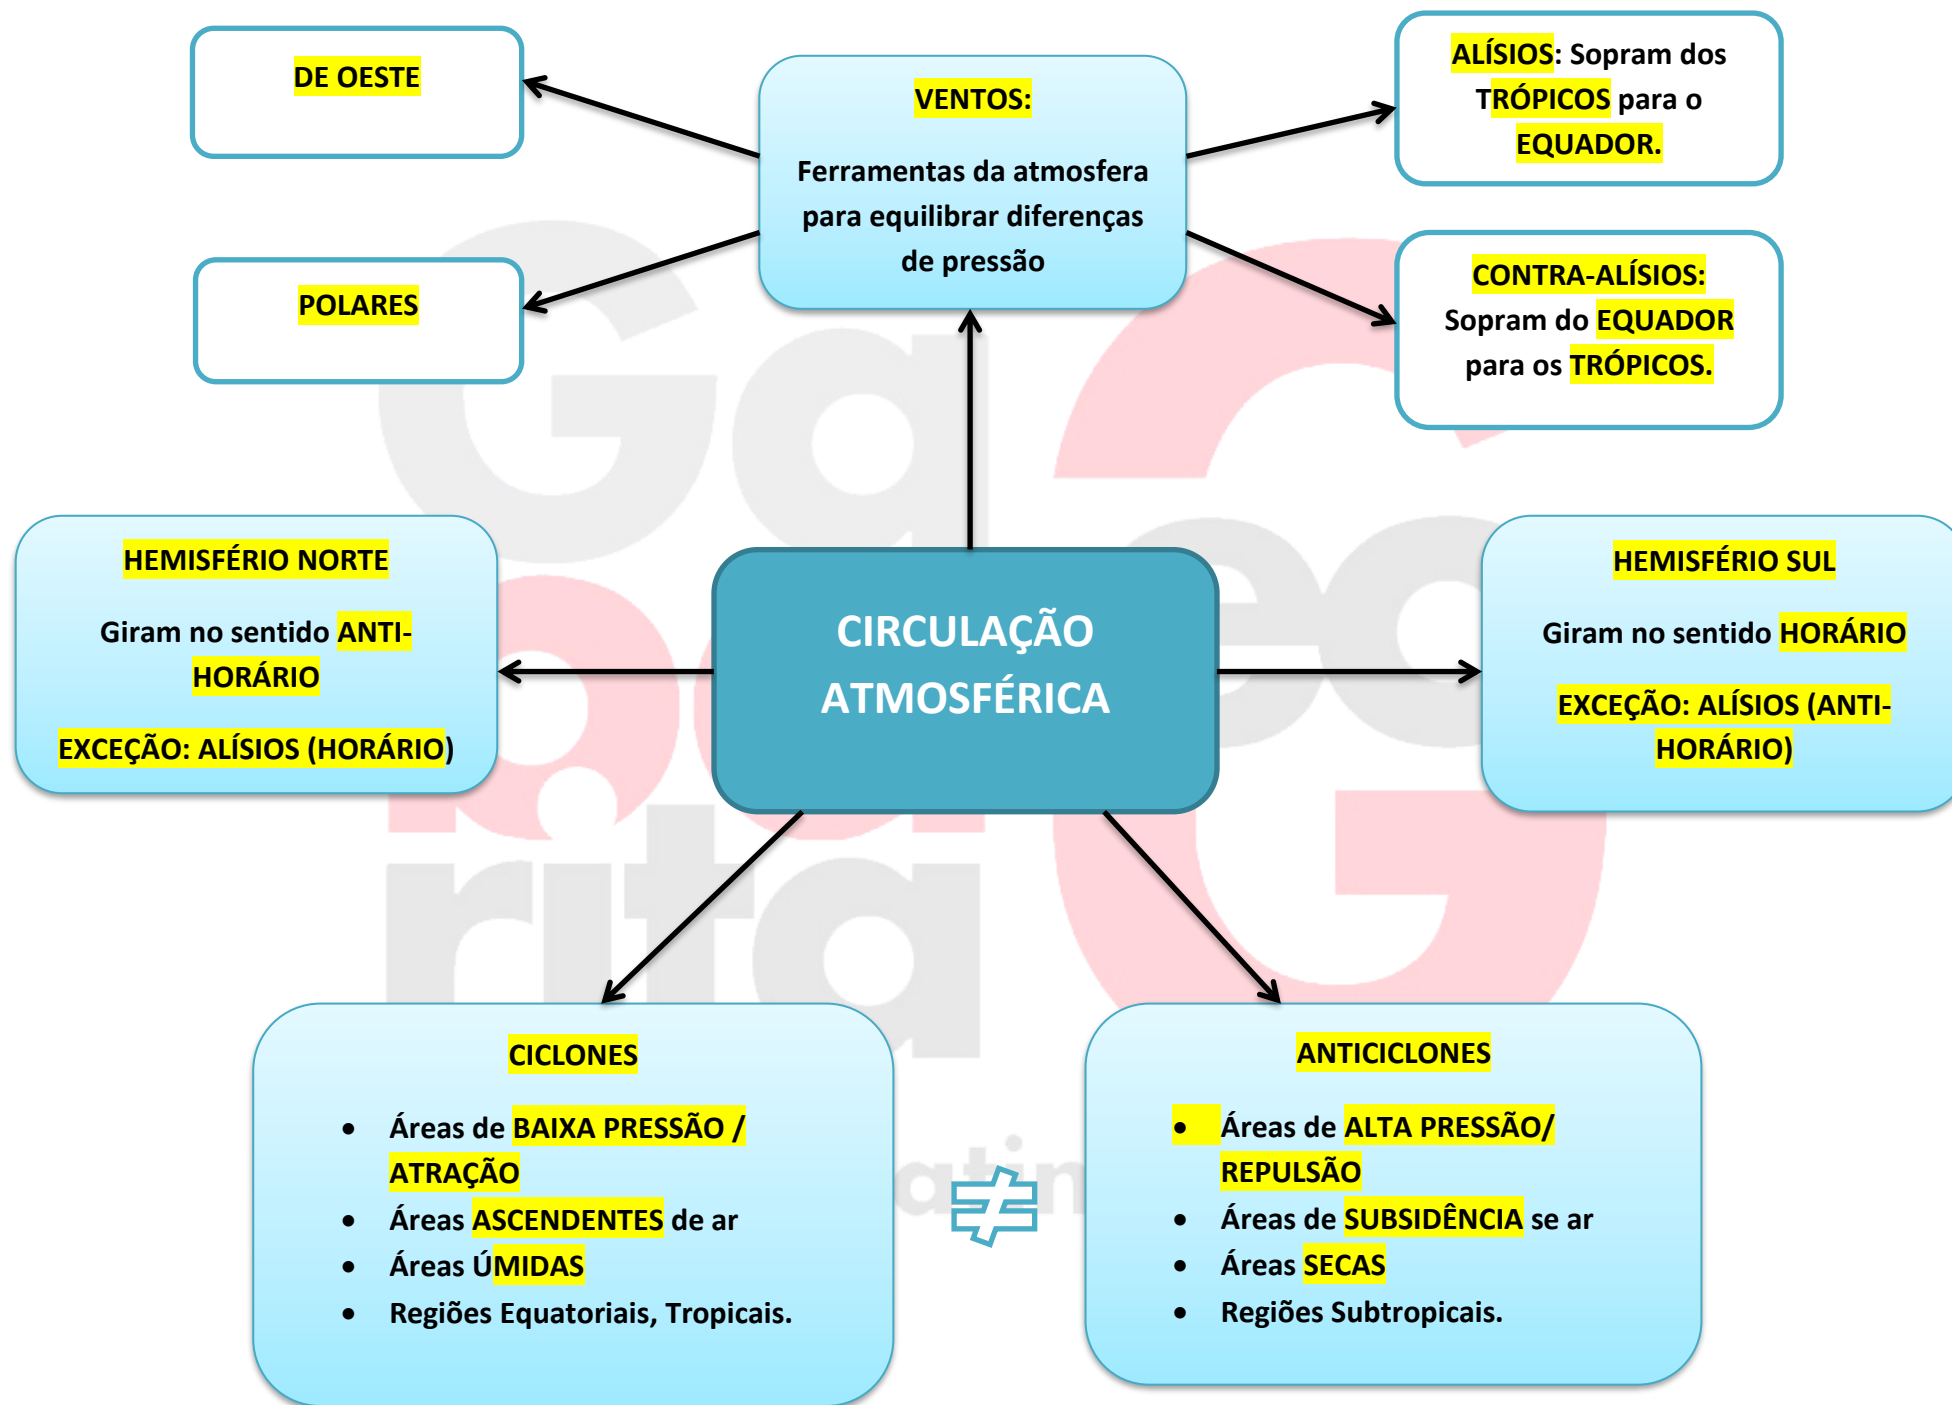 DE OESTE
POLARES
VENTOS:
Ferramentas da atmosfera
para equilibrar diferenças
de pressão
ALÍSIOS: Sopram dos
TRÓPICOS para o
EQUADOR.
CONTRA-ALÍSIOS:
Sopram do EQUADOR
para os TRÓPICOS.
HEMISFÉRIO NORTE
Giram no sentido ANTI-
HORÁRIO
EXCEÇÃO: ALÍSIOS (HORÁRIO)
CIRCULAÇÃO
ATMOSFÉRICA
HEMISFÉRIO SUL
Giram no sentido HORÁRIO
EXCEÇÃO: ALÍSIOS (ANTI-
HORÁRIO)
CICLONES
• Áreas de BAIXA PRESSÃO /
ATRAÇÃO
• Áreas ASCENDENTES de ar
• Áreas ÚMIDAS
• Regiões Equatoriais, Tropicais.
≠
ANTICICLONES
• Áreas de ALTA PRESSÃO/
REPULSÃO
• Áreas de SUBSIDÊNCIA se ar
• Áreas SECAS
• Regiões Subtropicais.